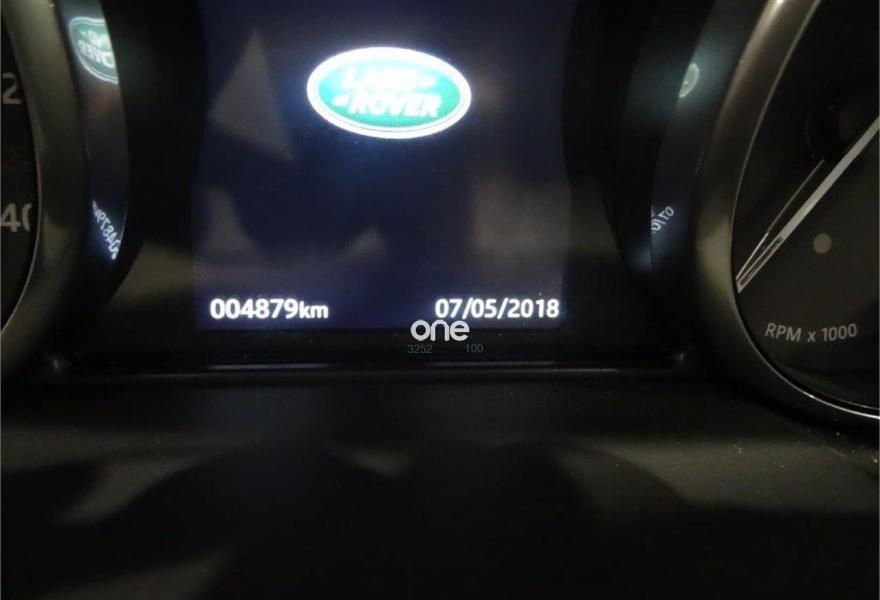 LAND
ROVER
004879km
07/05/2018
one
3252 100
RPM x 1000